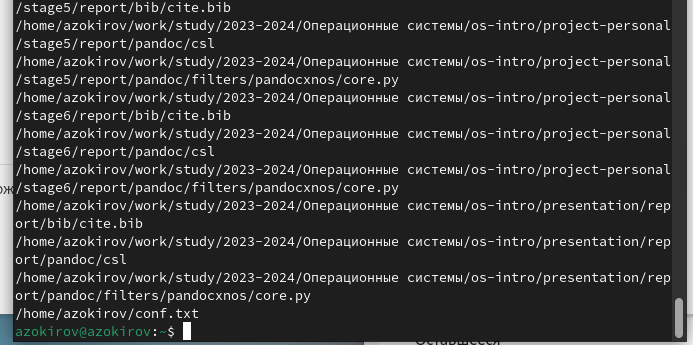 /stage5/report/bib/cite.bib
/home/azokirov/work/study/2023-2024/Операционные системы/os-intro/project-personal
/stage5/report/pandoc/csl
/home/azokirov/work/study/2023-2024/Операционные системы/os-intro/project-personal
/stage5/report/pandoc/filters/pandocxnos/core.py
/home/azokirov/work/study/2023-2024/Операционные системы/os-intro/project-personal
/stage6/report/bib/cite.bib
/home/azokirov/work/study/2023-2024/Операционные системы/os-intro/project-personal
/stage6/report/pandoc/csl
/home/azokirov/work/study/2023-2024/Операционные системы/os-intro/project-personal
/stage6/report/pandoc/filters/pandocxnos/core.py
/home/azokirov/work/study/2023-2024/Операционные системы/os-intro/presentation/rep
ort/bib/cite.bib
/home/azokirov/work/study/2023-2024/Операционные системы/os-intro/presentation/rep
ort/pandoc/csl
/home/azokirov/work/study/2023-2024/Операционные системы/os-intro/presentation/rep
ort/pandoc/filters/pandocxnos/core.py
/home/azokirov/conf.txt
azokirov@azokirov:~$